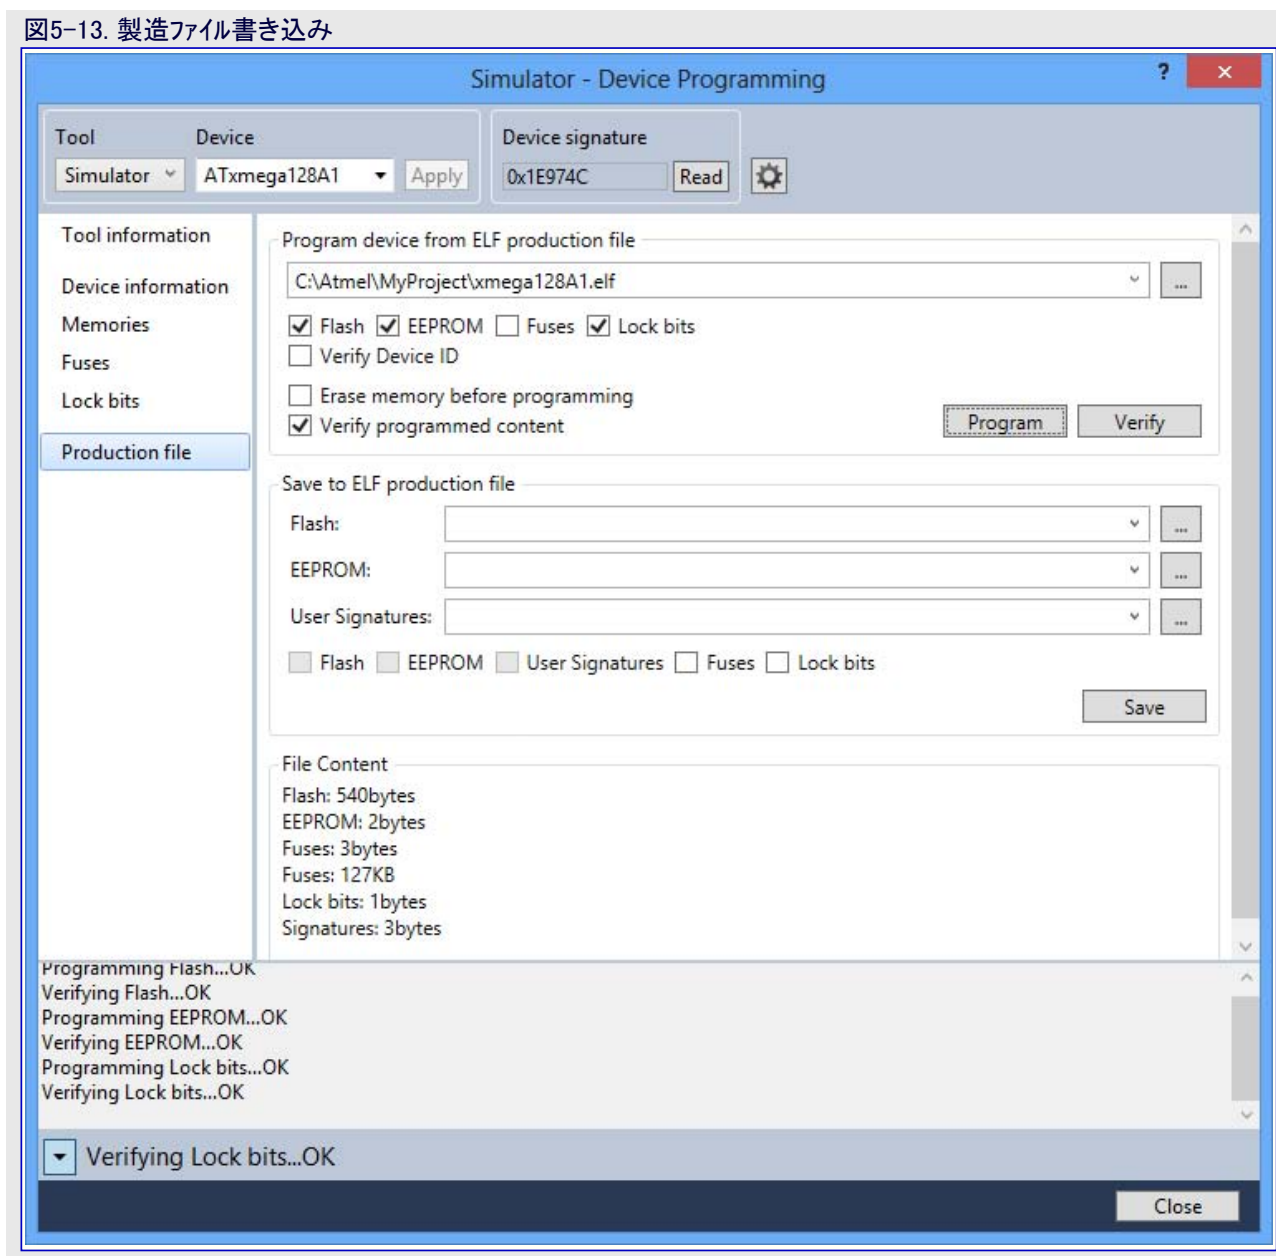 図5-13. 製造ファイル書き込み
Simulator - Device Programming
?
Tool Device Device signature
Simulator ATxmega128A1 Apply 0x1E974C Read
Tool information
Device information
Memories
Fuses
Lock bits
Production file
Program device from ELF production file
C:\Atmel\MyProject\xmega128A1.elf ...
Flash EEPROM Fuses Lock bits
Verify Device ID
Erase memory before programming
Verify programmed content
Program Verify
Save to ELF production file
Flash: ...
EEPROM: ...
User Signatures: ...
Flash EEPROM User Signatures Fuses Lock bits
Save
File Content
Flash: 540bytes
EEPROM: 2bytes
Fuses: 3bytes
Fuses: 127KB
Lock bits: 1bytes
Signatures: 3bytes
Programming Flash...OK
Verifying Flash...OK
Programming EEPROM...OK
Verifying EEPROM...OK
Programming Lock bits...OK
Verifying Lock bits...OK
Verifying Lock bits...OK
Close